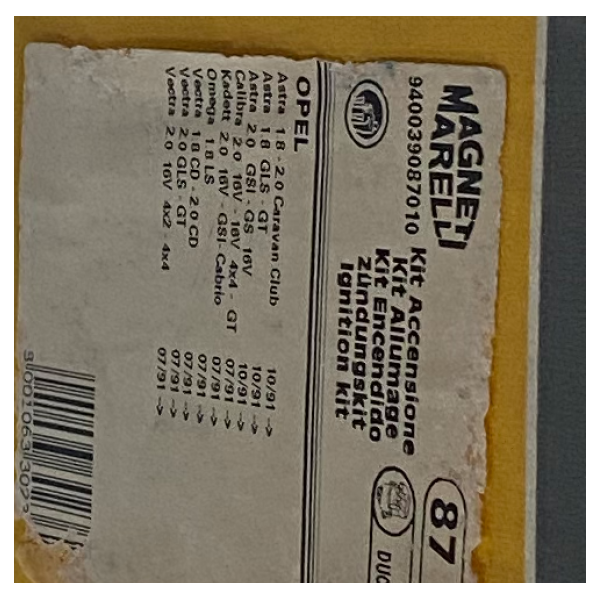 MAGNETI
MARELLI
940039087010
Kit Accensione
Kit Allumage
Kit Encendido
Zündungskit
Ignition kit
87
DUC
OPEL
Astra 1.8 - 2.0 Caravan Club 10/91 ->
Astra 1.8 GLS - GT 10/91 ->
Astra 2.0 GSI - GS 16V 10/91 ->
Calibra 2.0 16V - 16V 4x4 - GT 07/91 ->
Kadett 2.0 16V - GSI - Cabrio 07/91 ->
Omega 1.8 LS 07/91 ->
Vectra 1.8 CD - 2.0 CD 07/91 ->
Vectra 2.0 GLS - GT 07/91 ->
Vectra 2.0 16V 4x2 - 4x4 07/91 ->